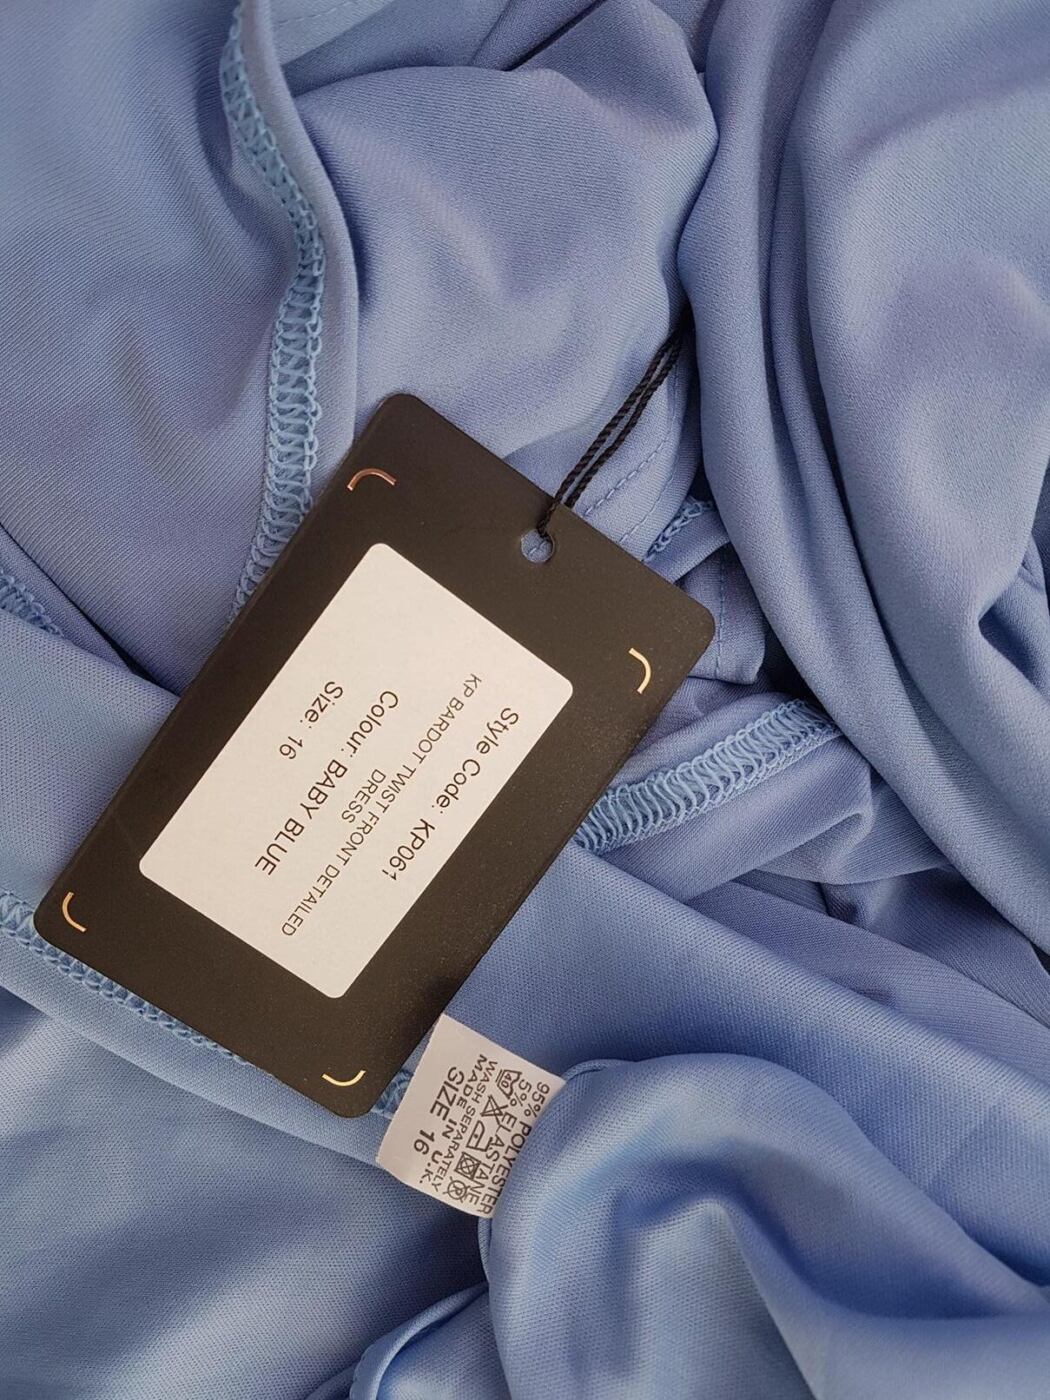 Style Code: KP061
KP BARDOT TWIST FRONT DETAILED
DRESS
Colour: BABY BLUE
Size: 16
95% POLYESTER
5% ELASTANE
40
WASH SEPARATELY
MADE IN U.K.
SIZE 16